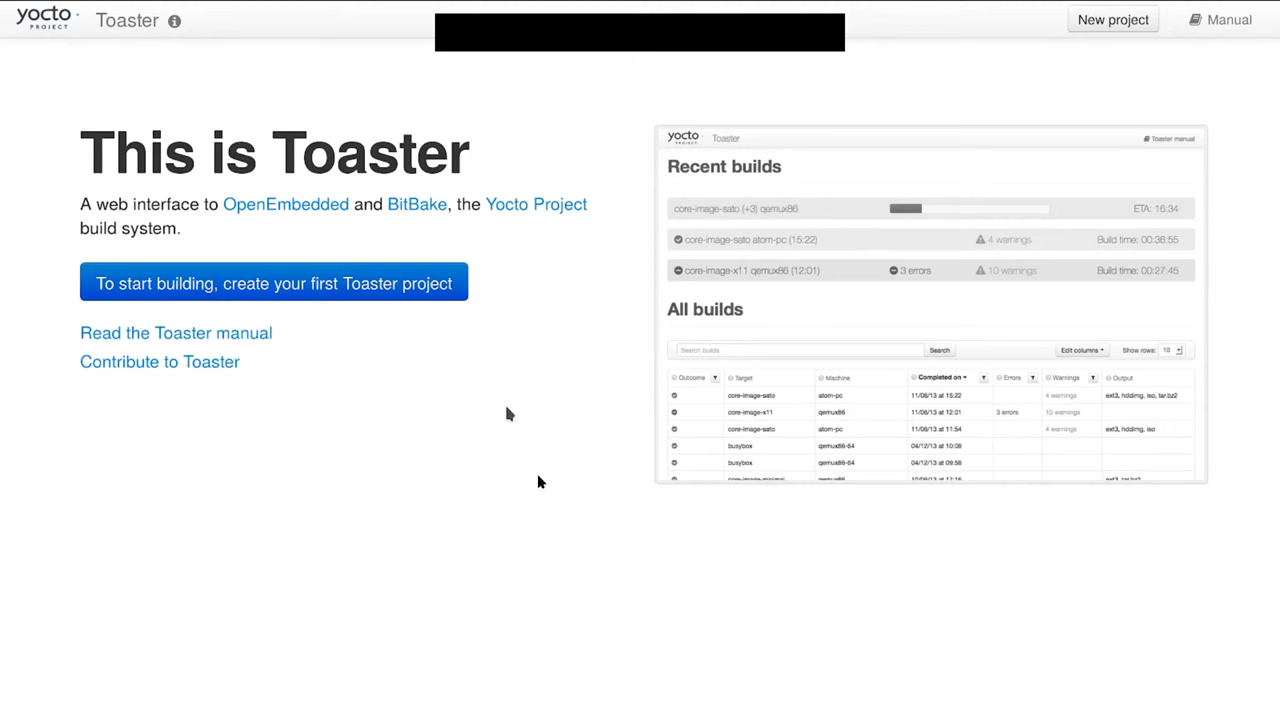 yocto
PROJECT
Toaster
New project
Manual
This is Toaster
A web interface to OpenEmbedded and BitBake, the Yocto Project
build system.
To start building, create your first Toaster project
Read the Toaster manual
Contribute to Toaster
yocto
PROJECT
Toaster
Toaster manual
Recent builds
core-image-sato (+3) qemux86 ETA: 16:34
core-image-sato atom-pc (15:22) 4 warnings Build time: 00:36:55
core-image-x11 qemux86 (12:01) 3 errors 10 warnings Build time: 00:27:45
All builds
Search builds Search Edit columns Show rows: 10
Outcome Target Machine Completed on Errors Warnings Output
core-image-sato atom-pc 11/06/13 at 15:22 4 warnings ext3, hddimg, iso, tar.bz2
core-image-x11 qemux86 11/06/13 at 12:01 3 errors 10 warnings
core-image-sato atom-pc 11/06/13 at 11:54 4 warnings ext3, hddimg, iso
busybox qemux86-64 04/12/13 at 10:08
busybox qemux86-64 04/12/13 at 09:58